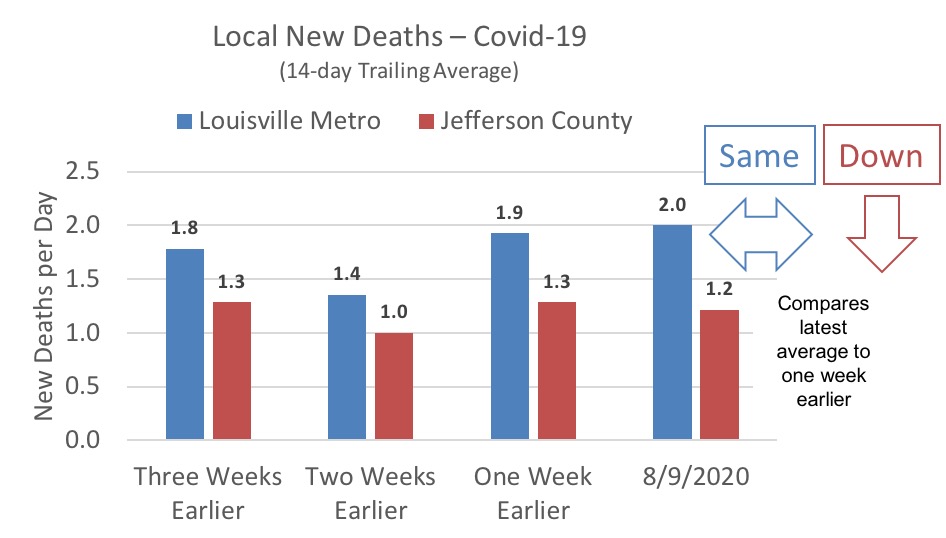 Local New Deaths – Covid-19
(14-day Trailing Average)
Louisville Metro
Jefferson County
Same
Down
New Deaths per Day
2.5
2.0
1.5
1.0
0.5
0.0
1.8
1.3
1.4
1.0
1.9
1.3
2.0
1.2
Compares
latest
average to
one week
earlier
Three Weeks
Earlier
Two Weeks
Earlier
One Week
Earlier
8/9/2020